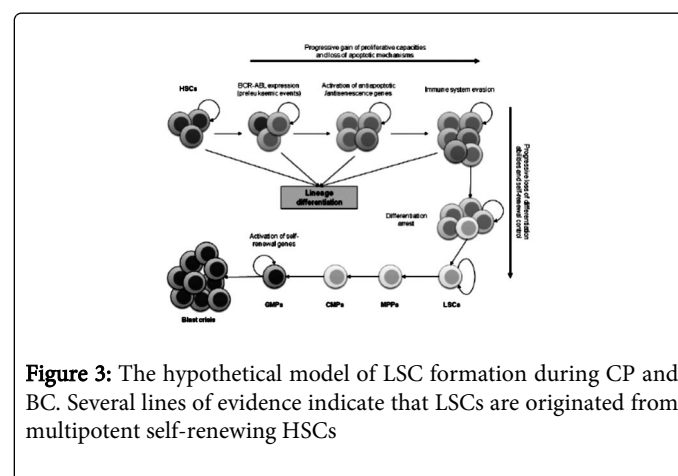 Progressive gain of proliferative capacities
and loss of apoptotic mechanisms
HSCs
BCR-ABL expression
(preleukaemic events)
Activation of antiapoptotic
/antisenescence genes
Immune system evasion
Progressive loss of differentiation
abilities and self-renewal control
Lineage
differentiation
Differentiation
arrest
Activation of self-
renewal genes
Blast crisis
GMPs
CMPs
MPPs
LSCs
Figure 3: The hypothetical model of LSC formation during CP and
BC. Several lines of evidence indicate that LSCs are originated from
multipotent self-renewing HSCs